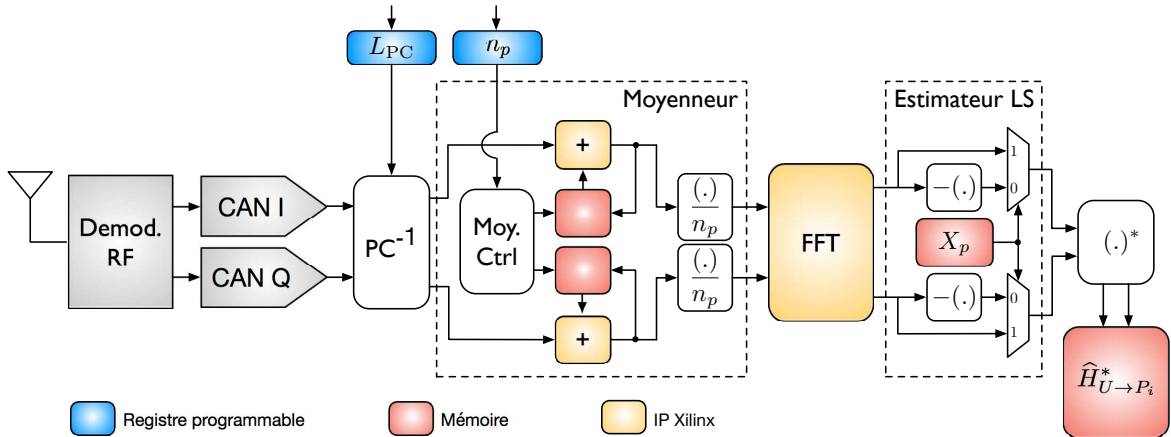 L_PC
n_p
Moyenneur
Estimateur LS
Demod.
RF
CAN I
CAN Q
PC⁻¹
+
Moy.
Ctrl
+
(.)
n_p
(.)
n_p
FFT
1
−(.)
0
X_p
−(.)
0
1
(.)*
Ĥ*_{U→P_i}
Registre programmable
Mémoire
IP Xilinx